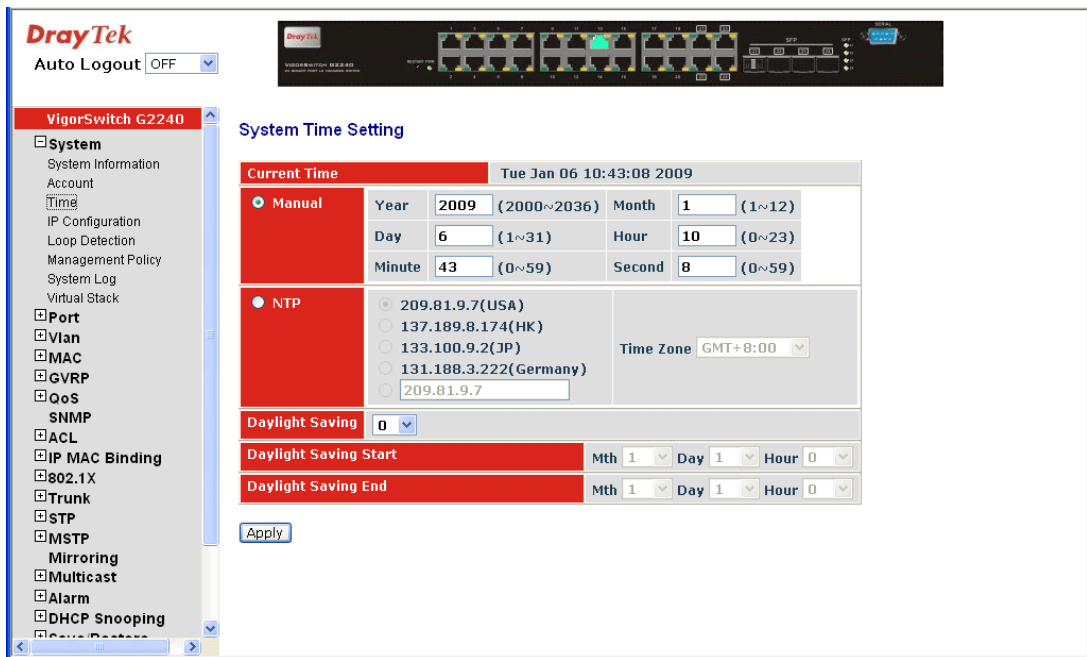 DrayTek
Auto Logout OFF
DrayTek
VIGORSWITCH G2240
SFP
SERIAL
VigorSwitch G2240
System
System Information
Account
Time
IP Configuration
Loop Detection
Management Policy
System Log
Virtual Stack
Port
Vlan
MAC
GVRP
QoS
SNMP
ACL
IP MAC Binding
802.1X
Trunk
STP
MSTP
Mirroring
Multicast
Alarm
DHCP Snooping
System Time Setting
Current Time Tue Jan 06 10:43:08 2009
Manual Year 2009 (2000~2036) Month 1 (1~12)
Day 6 (1~31) Hour 10 (0~23)
Minute 43 (0~59) Second 8 (0~59)
NTP 209.81.9.7(USA)
137.189.8.174(HK)
133.100.9.2(JP)
Time Zone GMT+8:00
131.188.3.222(Germany)
209.81.9.7
Daylight Saving 0
Daylight Saving Start Mth 1 Day 1 Hour 0
Daylight Saving End Mth 1 Day 1 Hour 0
Apply